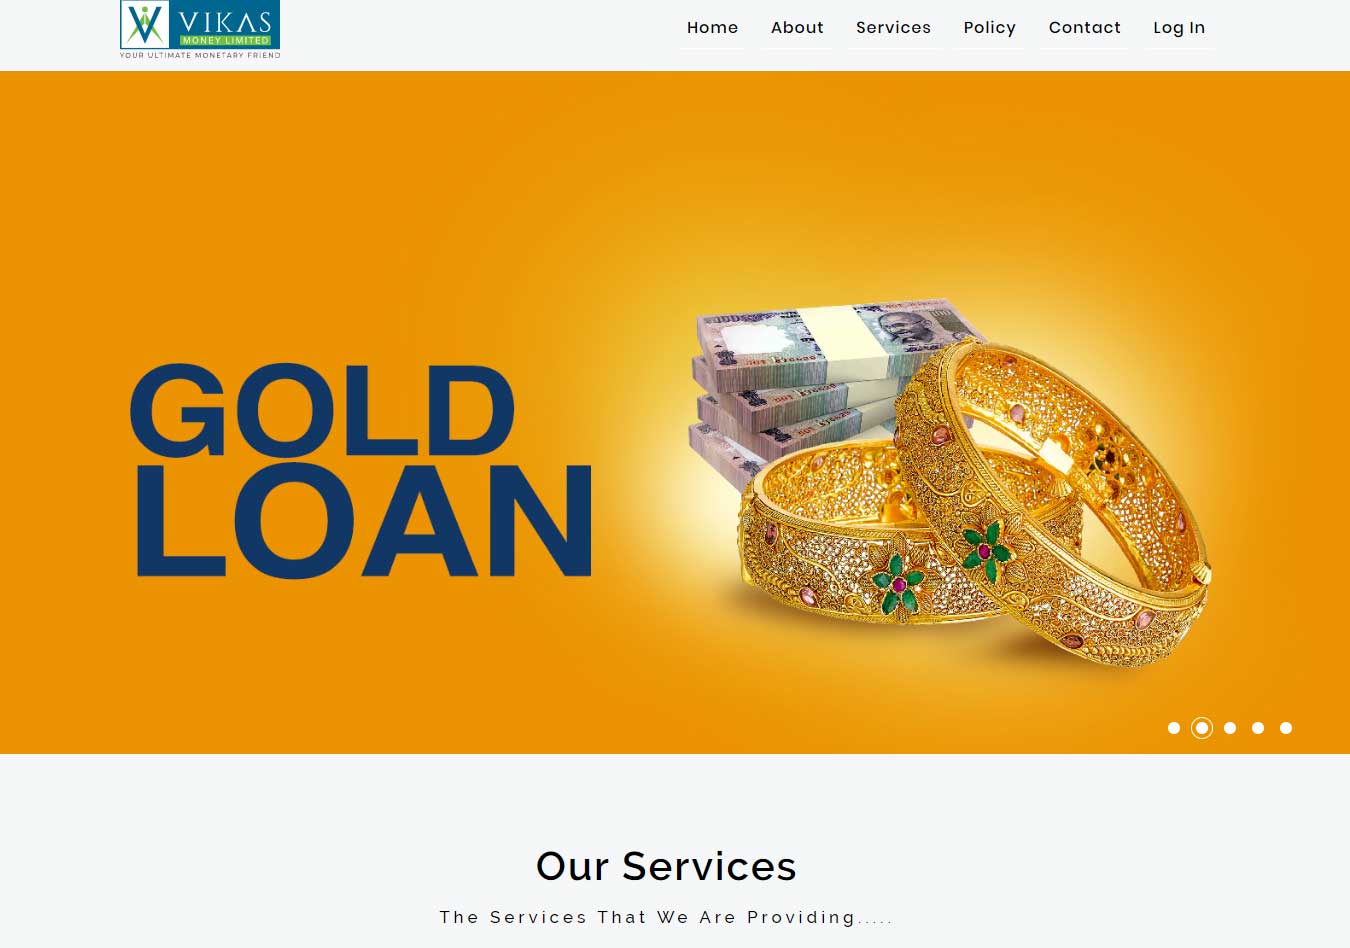 VIKAS
MONEY LIMITED
YOUR ULTIMATE MONETARY FRIEND
Home About Services Policy Contact Log In
GOLD
LOAN
Our Services
The Services That We Are Providing.....